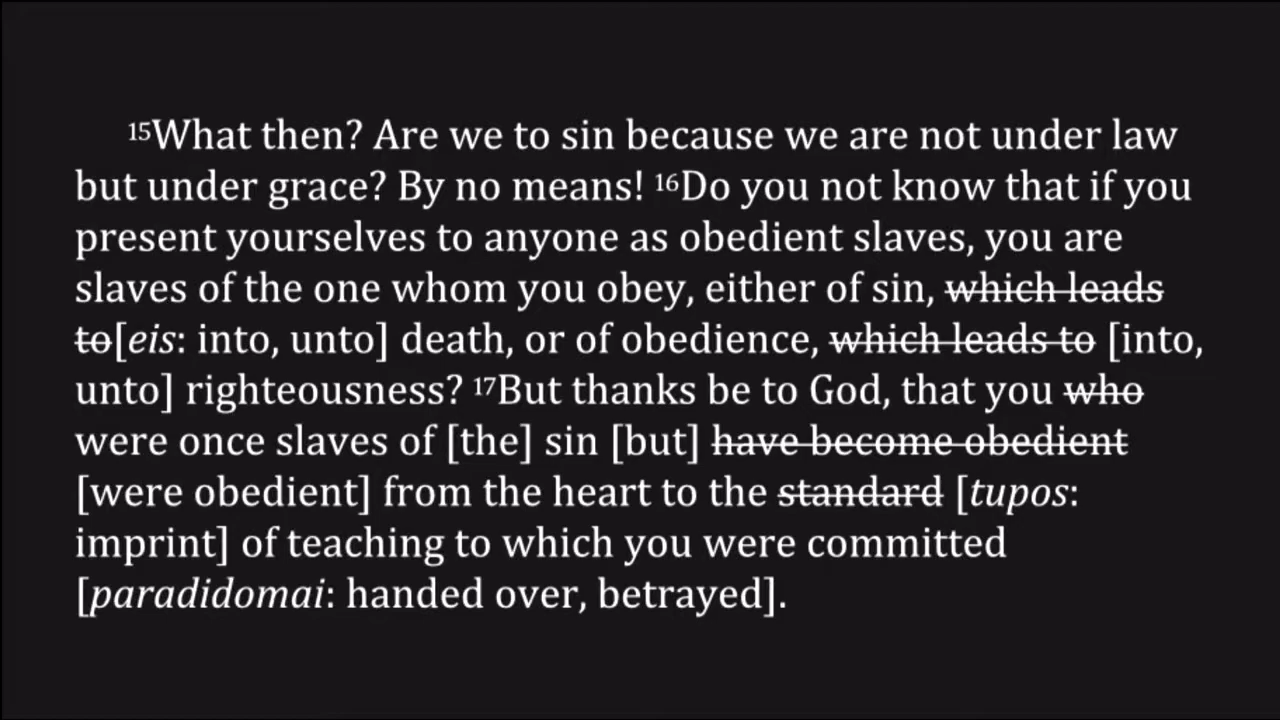 ¹⁵What then? Are we to sin because we are not under law
but under grace? By no means! ¹⁶Do you not know that if you
present yourselves to anyone as obedient slaves, you are
slaves of the one whom you obey, either of sin, ~~which leads~~
~~to~~[eis: into, unto] death, or of obedience, ~~which leads to~~ [into,
unto] righteousness? ¹⁷But thanks be to God, that you ~~who~~
were once slaves of [the] sin [but] ~~have become obedient~~
[were obedient] from the heart to the ~~standard~~ [tupos:
imprint] of teaching to which you were committed
[paradidomai: handed over, betrayed].